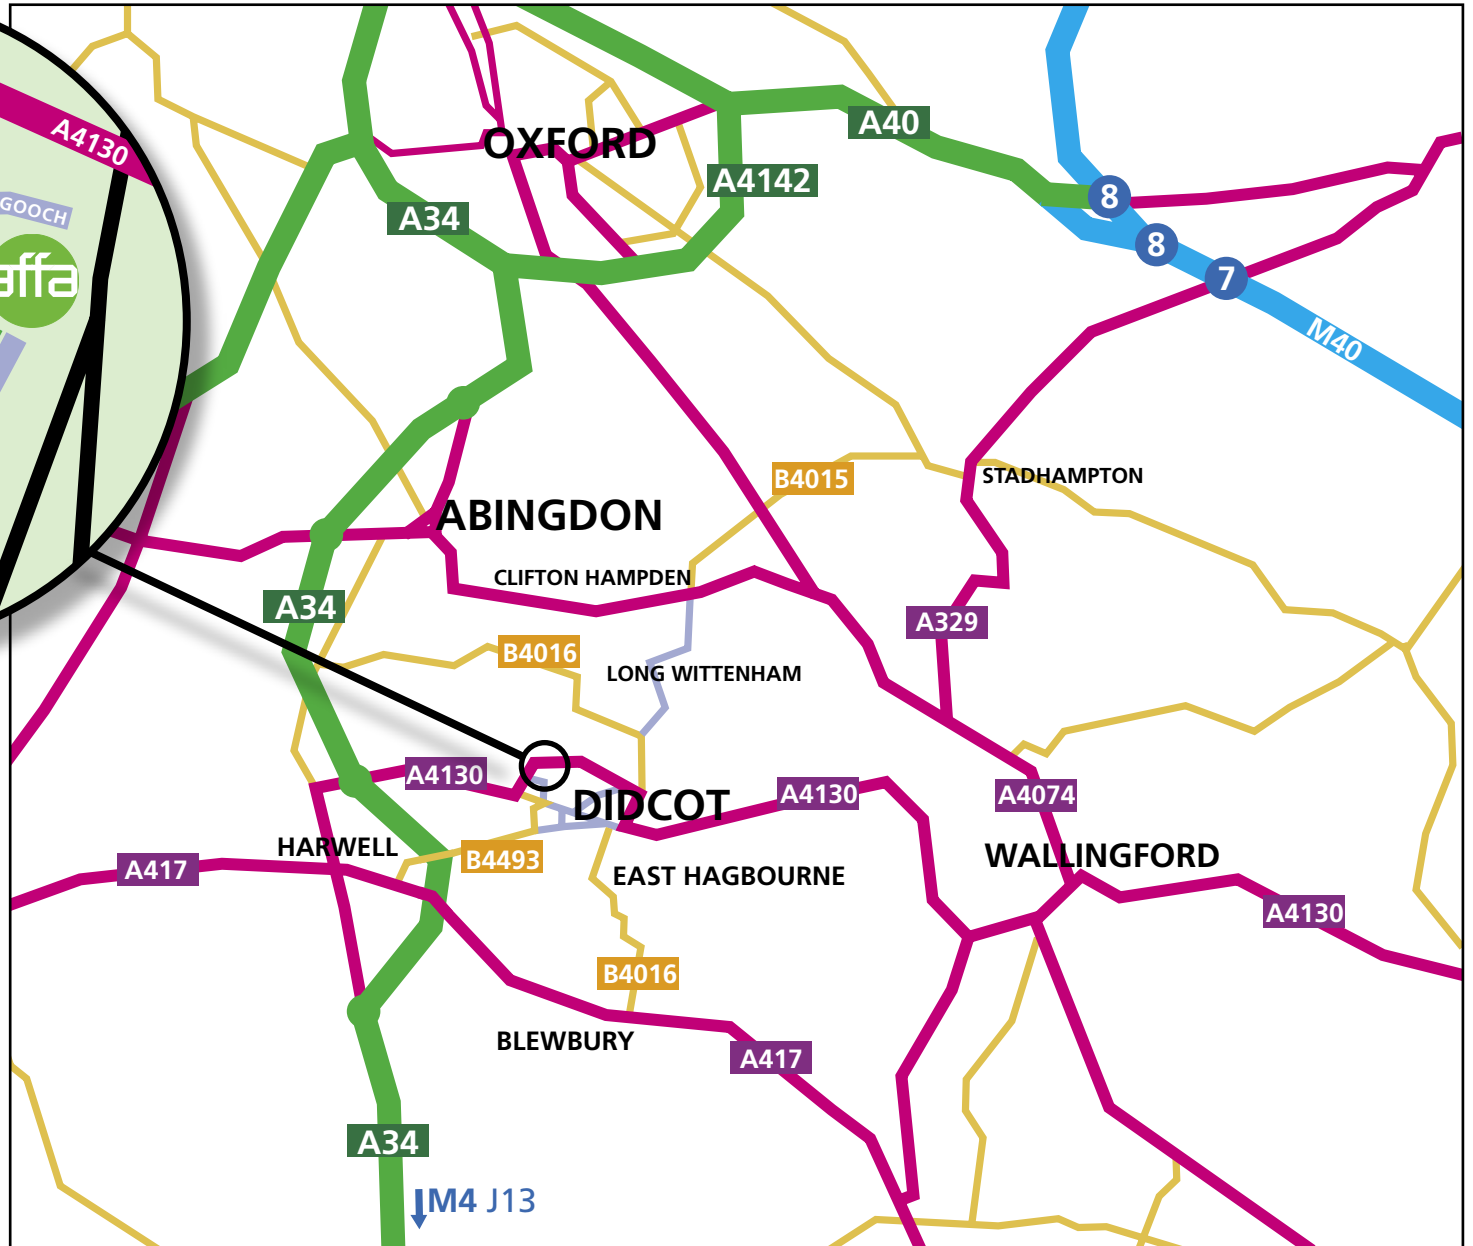 A4130
GOOCH
affa
OXFORD
A40
A4142
A34
8
8
7
M40
B4015
STADHAMPTON
ABINGDON
CLIFTON HAMPDEN
A34
A329
B4016
LONG WITTENHAM
A4130
DIDCOT
A4130
A4074
HARWELL
B4493
A417
EAST HAGBOURNE
WALLINGFORD
A4130
B4016
BLEWBURY
A417
A34
M4 J13